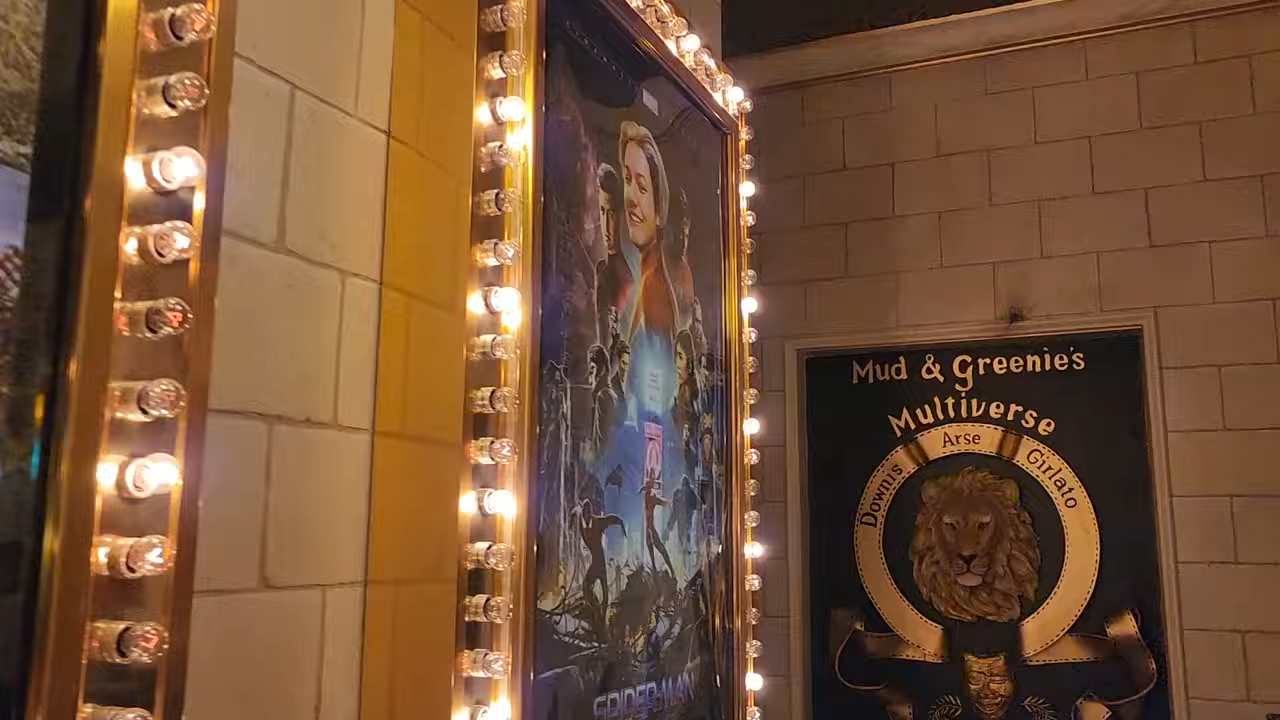 SPIDER-MAN
Mud & Greenie's
Multiverse
Downis Arse Girlato